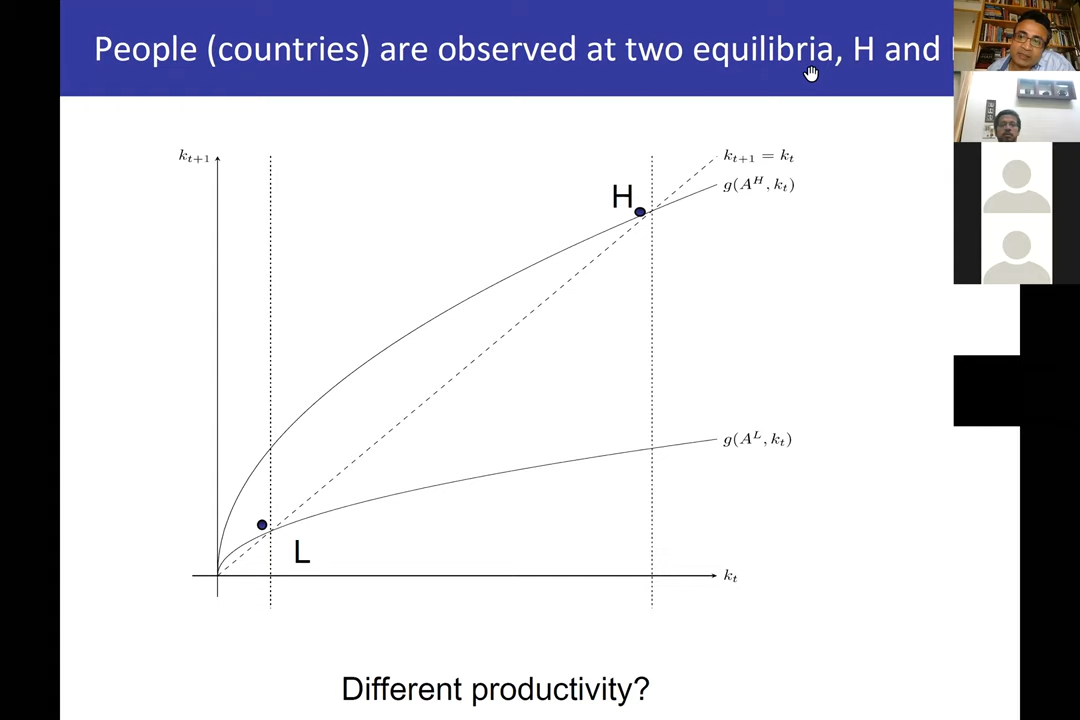 People (countries) are observed at two equilibria, H and
k_{t+1}
k_{t+1} = k_t
g(A^H, k_t)
H
g(A^L, k_t)
L
k_t
Different productivity?